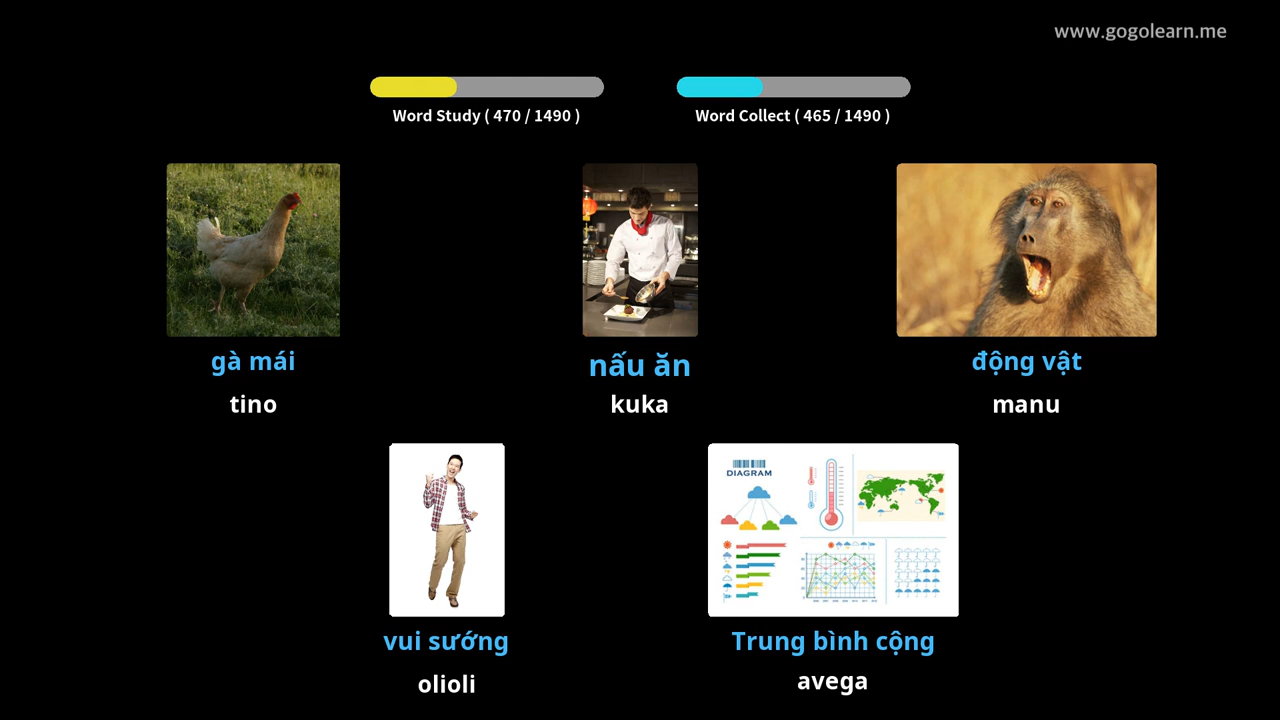 www.gogolearn.me
Word Study ( 470 / 1490 )
Word Collect ( 465 / 1490 )
gà mái
nấu ăn
động vật
tino
kuka
manu
DIAGRAM
vui sướng
Trung bình cộng
olioli
avega